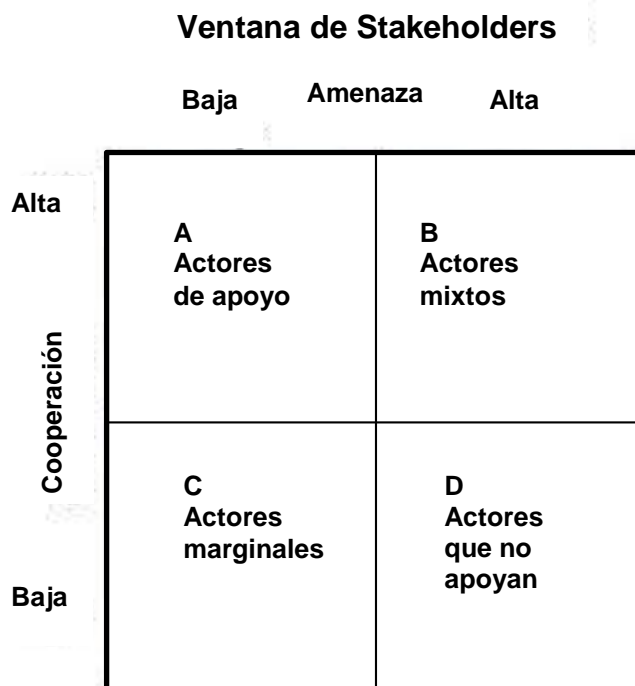 Ventana de Stakeholders
Baja Amenaza Alta
Alta
A
Actores
de apoyo
B
Actores
mixtos
Cooperación
C
Actores
marginales
D
Actores
que no
apoyan
Baja